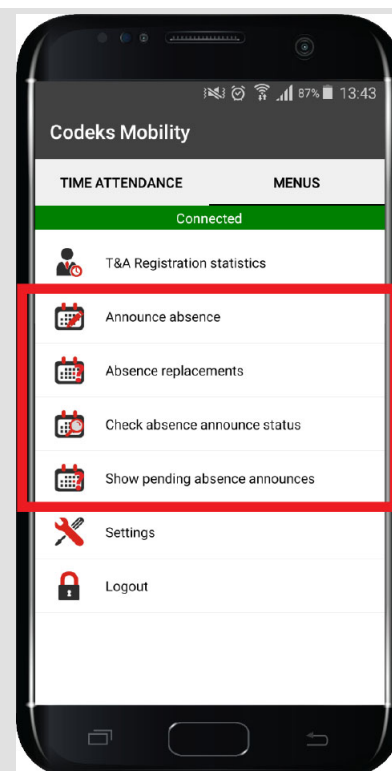 87% 13:43
Codeks Mobility
TIME ATTENDANCE MENUS
Connected
T&A Registration statistics
Announce absence
Absence replacements
Check absence announce status
Show pending absence announces
Settings
Logout